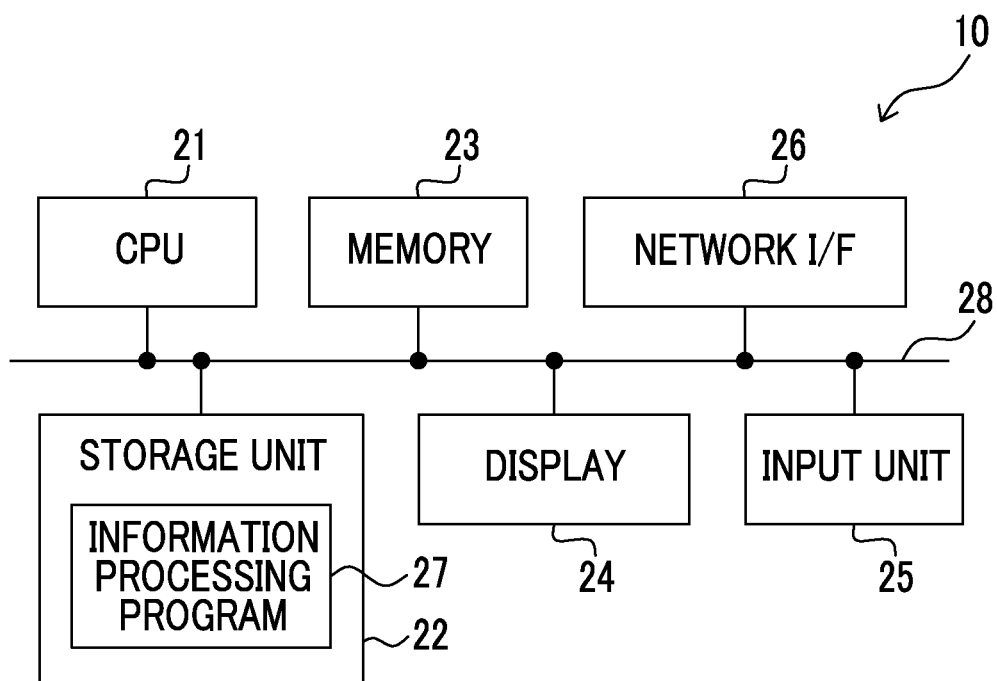 10
21
23
26
CPU
MEMORY
NETWORK I/F
28
STORAGE UNIT
DISPLAY
INPUT UNIT
INFORMATION
PROCESSING
PROGRAM
27
24
25
22